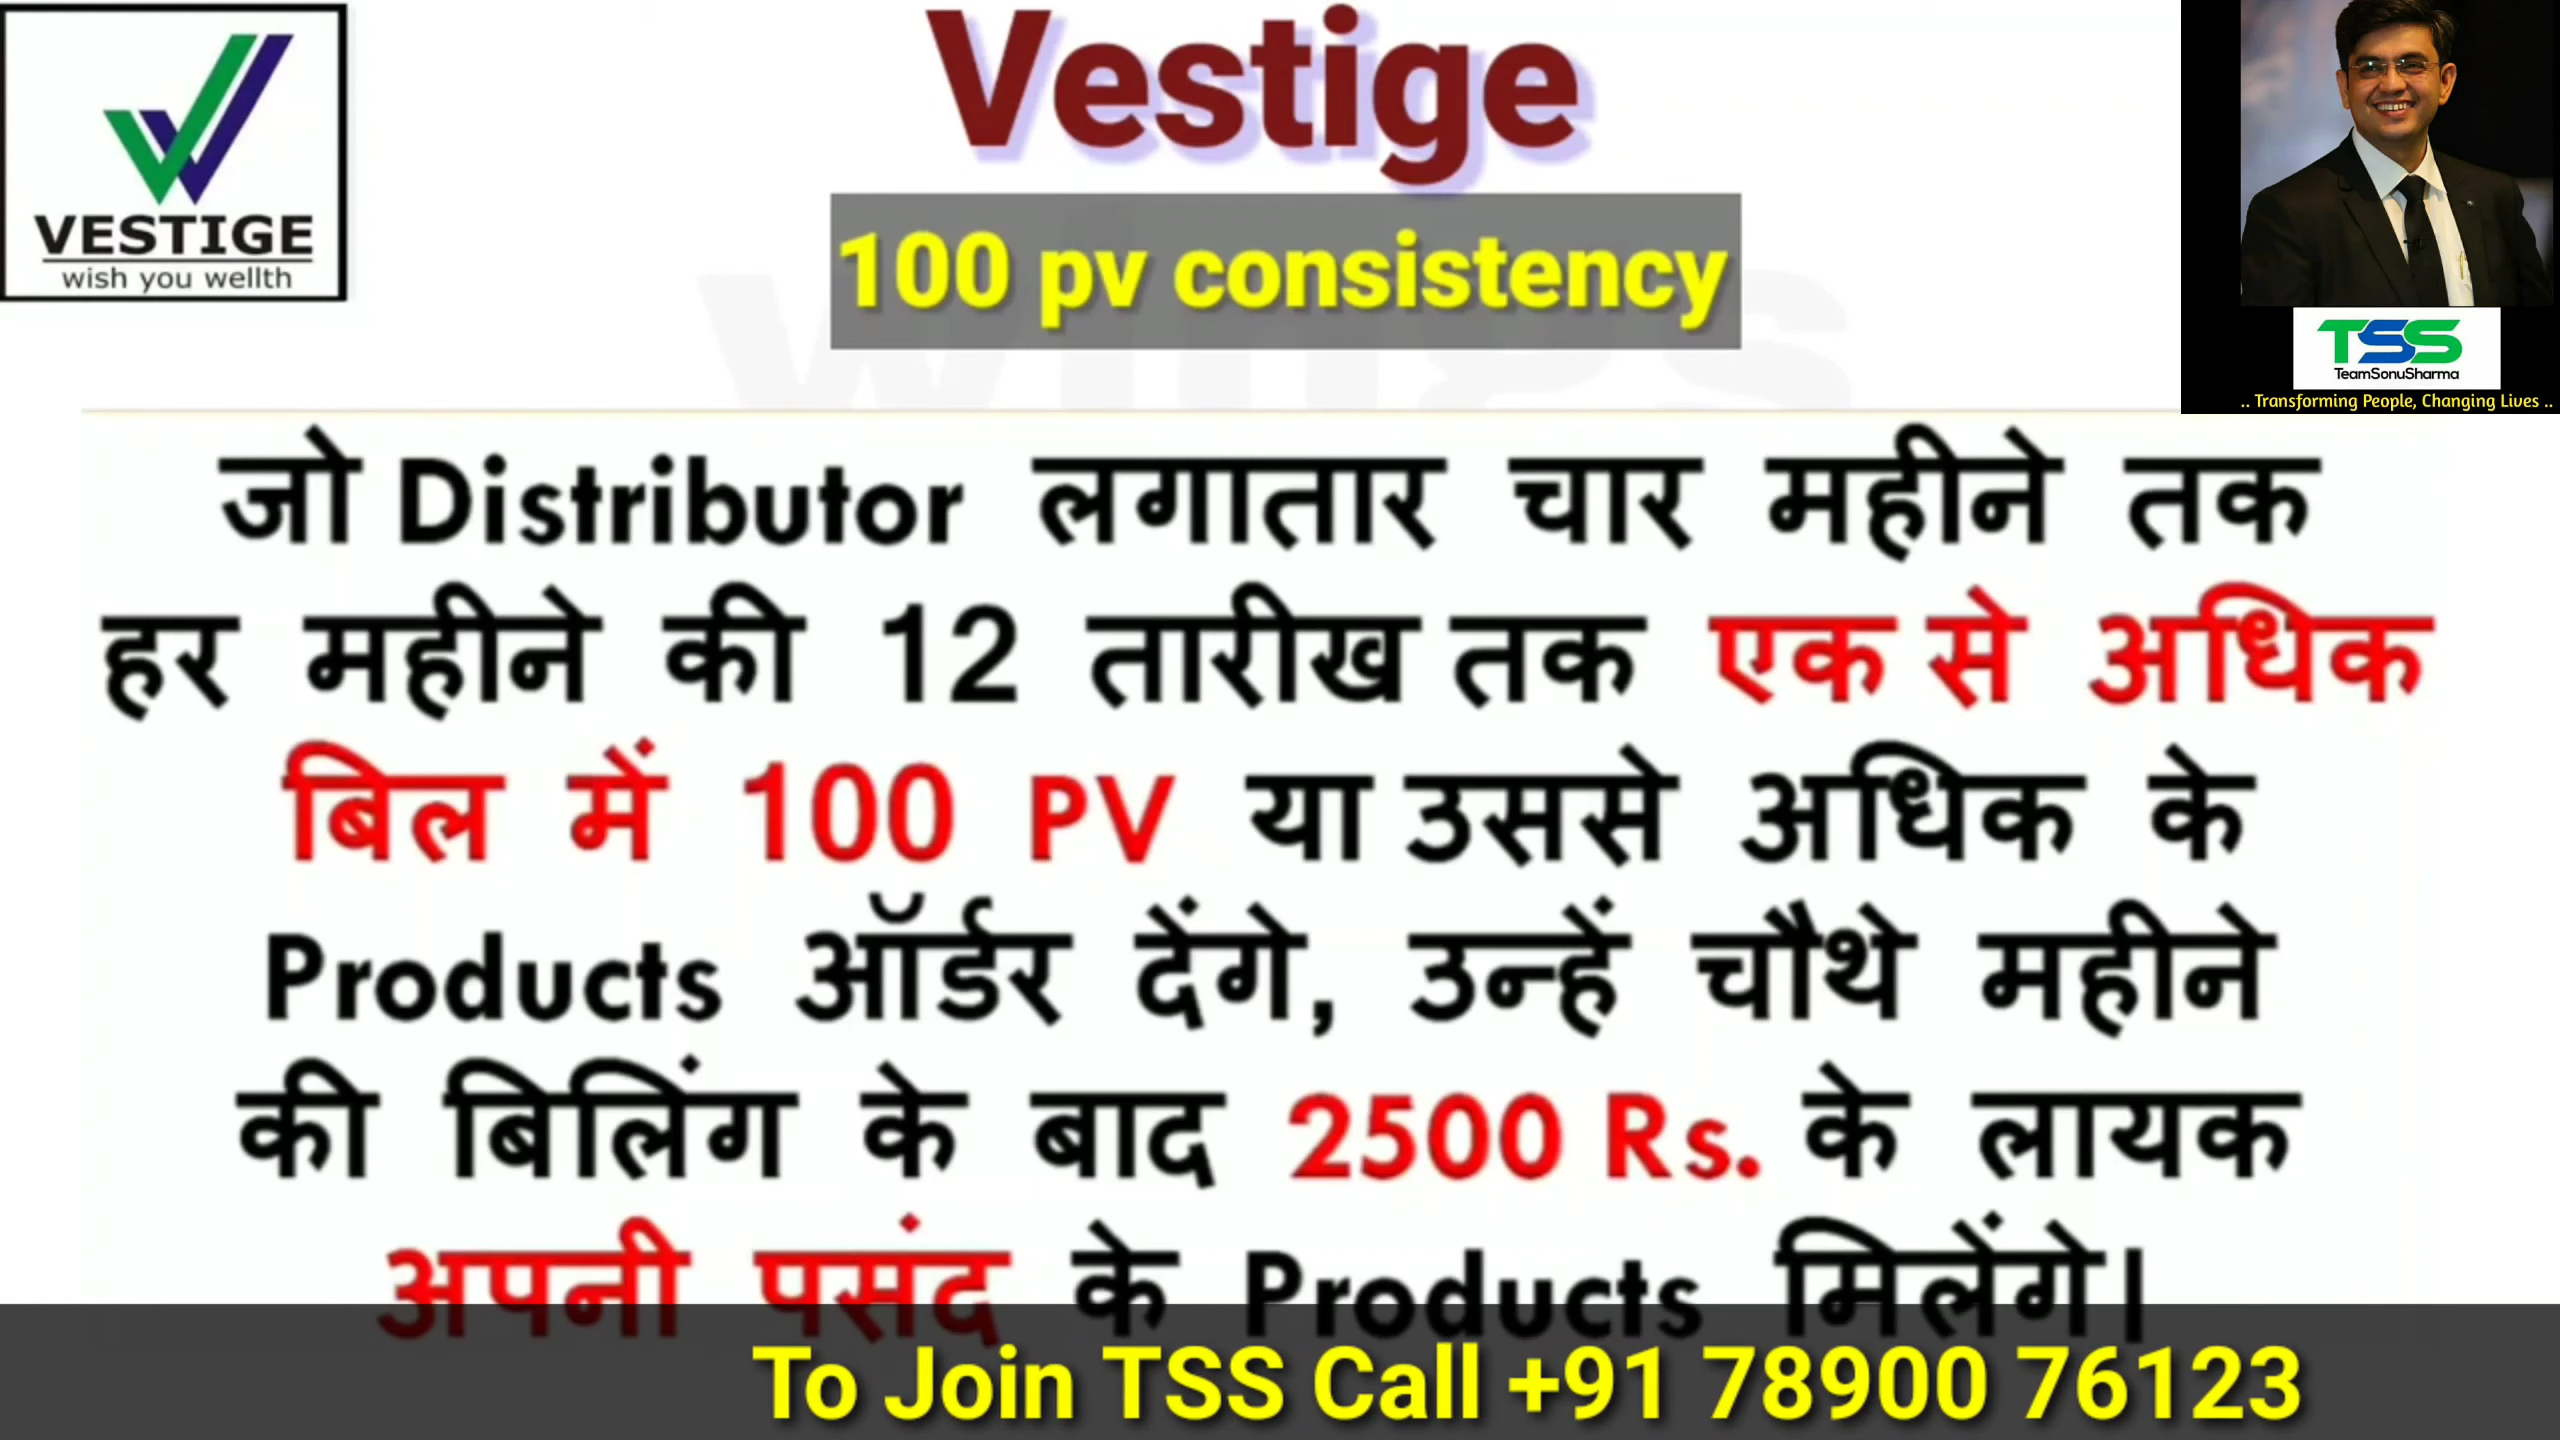 VESTIGE
wish you wellth
Vestige
100 pv consistency
TSS
TeamSonuSharma
.. Transforming People, Changing Lives ..
wings
जो Distributor लगातार चार महीने तक
हर महीने की 12 तारीख तक एक से अधिक
बिल में 100 PV या उससे अधिक के
Products ऑर्डर देंगे, उन्हें चौथे महीने
की बिलिंग के बाद 2500 Rs. के लायक
अपनी पसंद के Products मिलेंगे|
To Join TSS Call +91 78900 76123